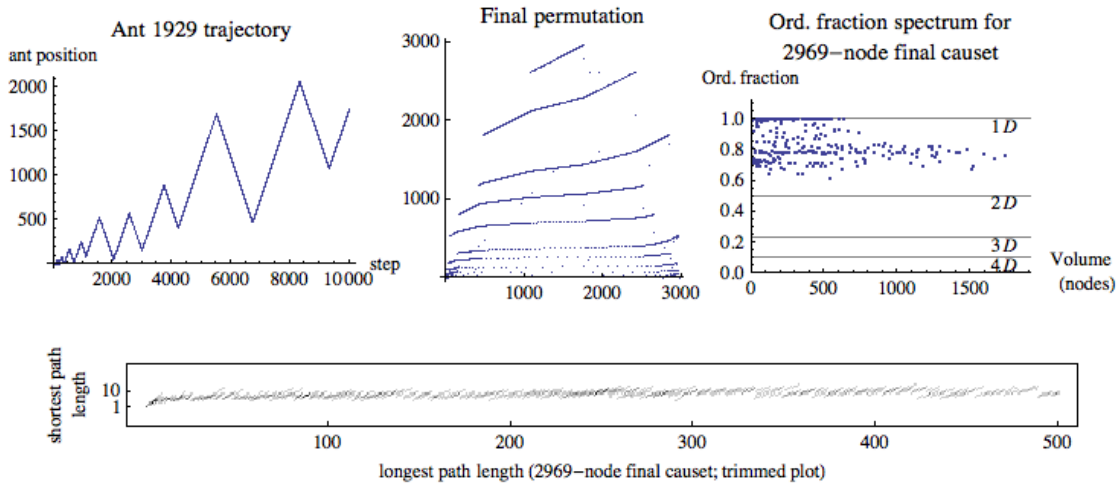 Ant 1929 trajectory
ant position
2000
1500
1000
500
2000 4000 6000 8000 10000
step
Final permutation
3000
2000
1000
1000 2000 3000
Ord. fraction spectrum for
2969−node final causet
Ord. fraction
1.0
0.8
0.6
0.4
0.2
0.0
1D
2D
3D
4D
0 500 1000 1500
Volume
(nodes)
shortest path
length
10
1
100 200 300 400 500
longest path length (2969−node final causet; trimmed plot)